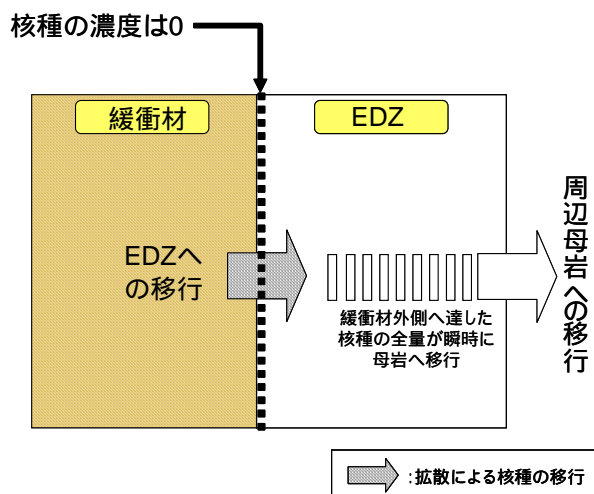 核種の濃度は0
緩衝材
EDZ
EDZへ
の移行
緩衝材外側へ達した
核種の全量が瞬時に
母岩へ移行
周辺母岩への移行
:拡散による核種の移行